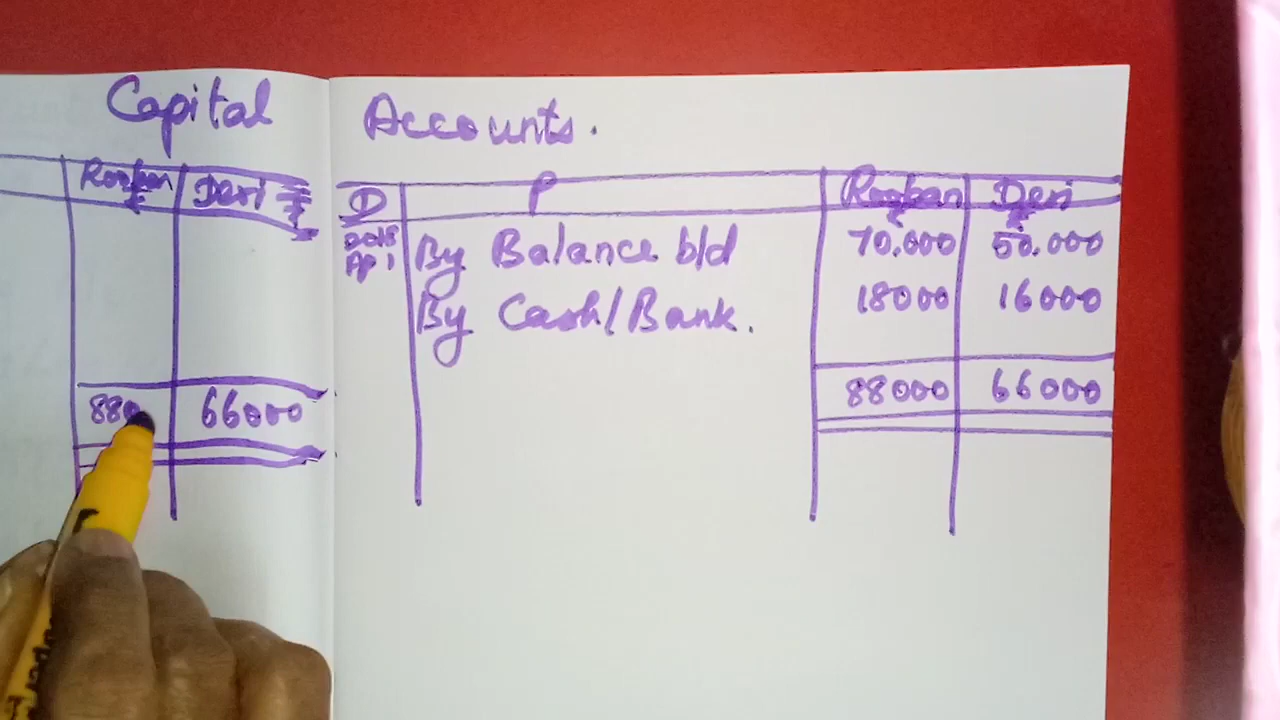 Capital Accounts.
Roshan ₹ Devi ₹ D P Roshan ₹ Devi ₹
2018 Ap 1 By Balance b/d 70.000 50.000
By Cash/Bank. 18000 16000
880 66000 88000 66000